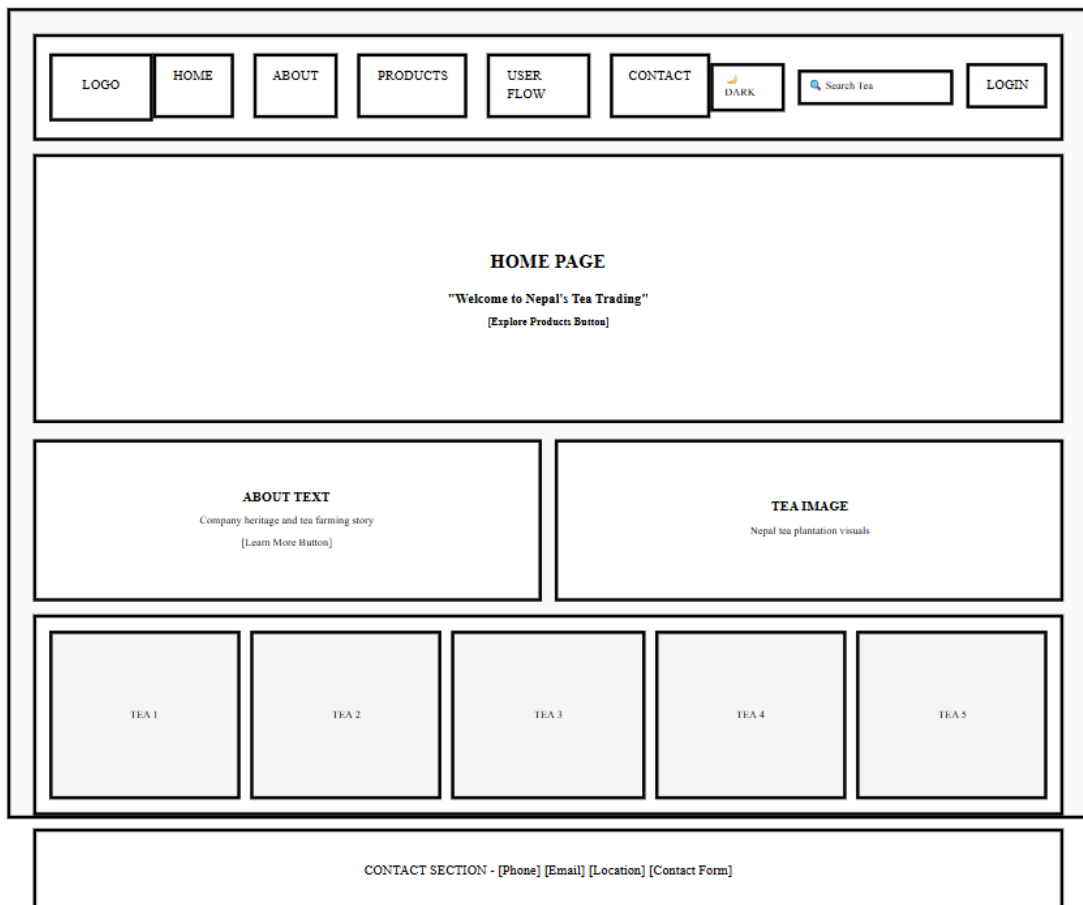 LOGO
HOME
ABOUT
PRODUCTS
USER
FLOW
CONTACT
🌙
DARK
🔍 Search Tea
LOGIN
HOME PAGE
"Welcome to Nepal's Tea Trading"
[Explore Products Button]
ABOUT TEXT
Company heritage and tea farming story
[Learn More Button]
TEA IMAGE
Nepal tea plantation visuals
TEA 1
TEA 2
TEA 3
TEA 4
TEA 5
CONTACT SECTION - [Phone] [Email] [Location] [Contact Form]